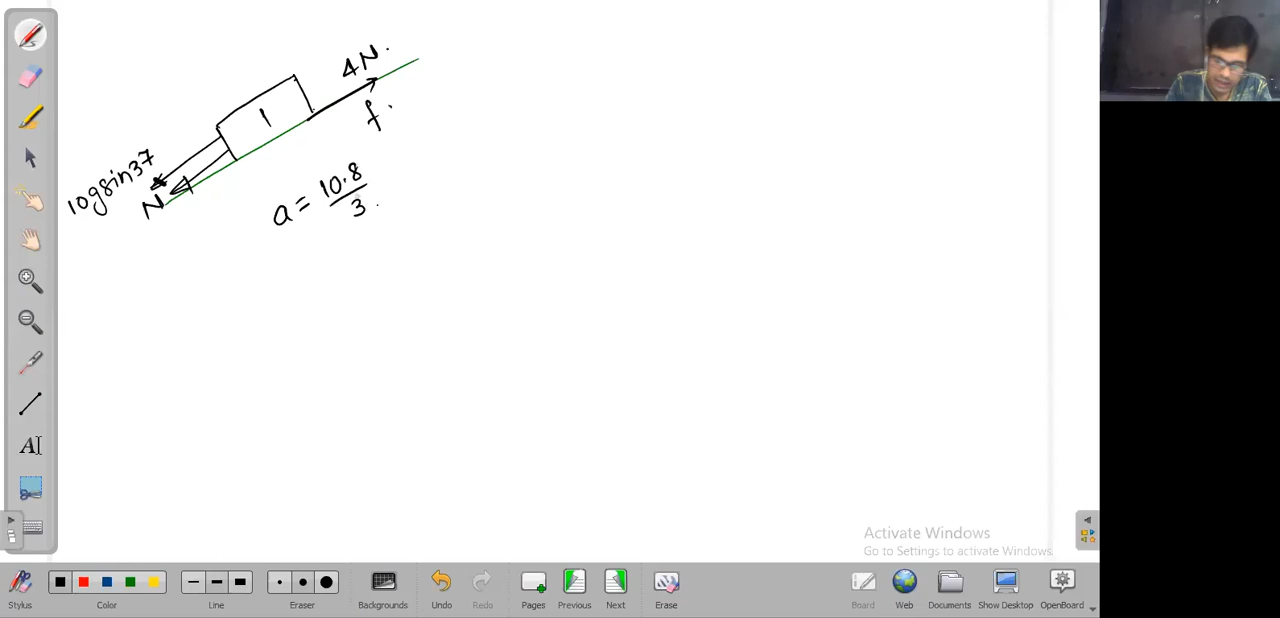 4N.
f.
1
10gsin37
N
a = 10.8
3.
A
Activate Windows
Go to Settings to activate Windows.
Stylus
Color
Line
Eraser
Backgrounds
Undo
Redo
Pages
Previous
Next
Erase
Board
Web
Documents
Show Desktop
OpenBoard